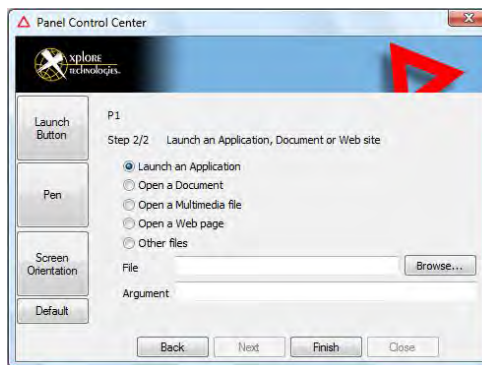 Panel Control Center
xplORE
technologies.
Launch
Button
Pen
Screen
Orientation
Default
P1
Step 2/2 Launch an Application, Document or Web site
Launch an Application
Open a Document
Open a Multimedia file
Open a Web page
Other files
File
Browse...
Argument
Back Next Finish Close